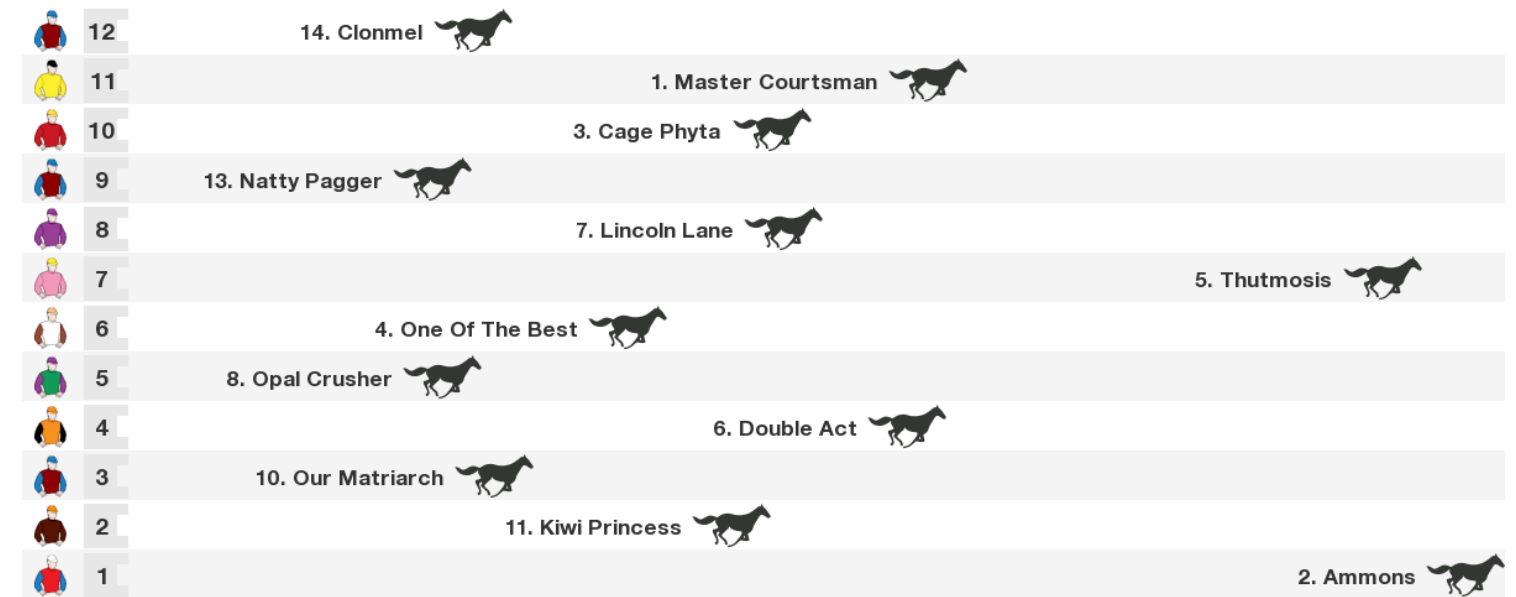 12 14. Clonmel
11 1. Master Courtsman
10 3. Cage Phyta
9 13. Natty Pagger
8 7. Lincoln Lane
7 5. Thutmosis
6 4. One Of The Best
5 8. Opal Crusher
4 6. Double Act
3 10. Our Matriarch
2 11. Kiwi Princess
1 2. Ammons